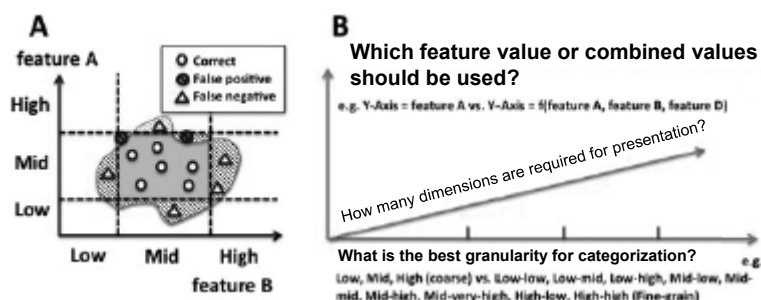 A
feature A
Correct
False positive
False negative
High
Mid
Low
Low Mid High
feature B
B
Which feature value or combined values
should be used?
e.g. Y-Axis = feature A vs. Y-Axis = f(feature A, feature B, feature D)
How many dimensions are required for presentation?
What is the best granularity for categorization?
e.g.
Low, Mid, High (coarse) vs. Low-low, Low-mid, Low-high, Mid-low, Mid-
mid, Mid-high, Mid-very-high, High-low, High-high (Fine-grain)